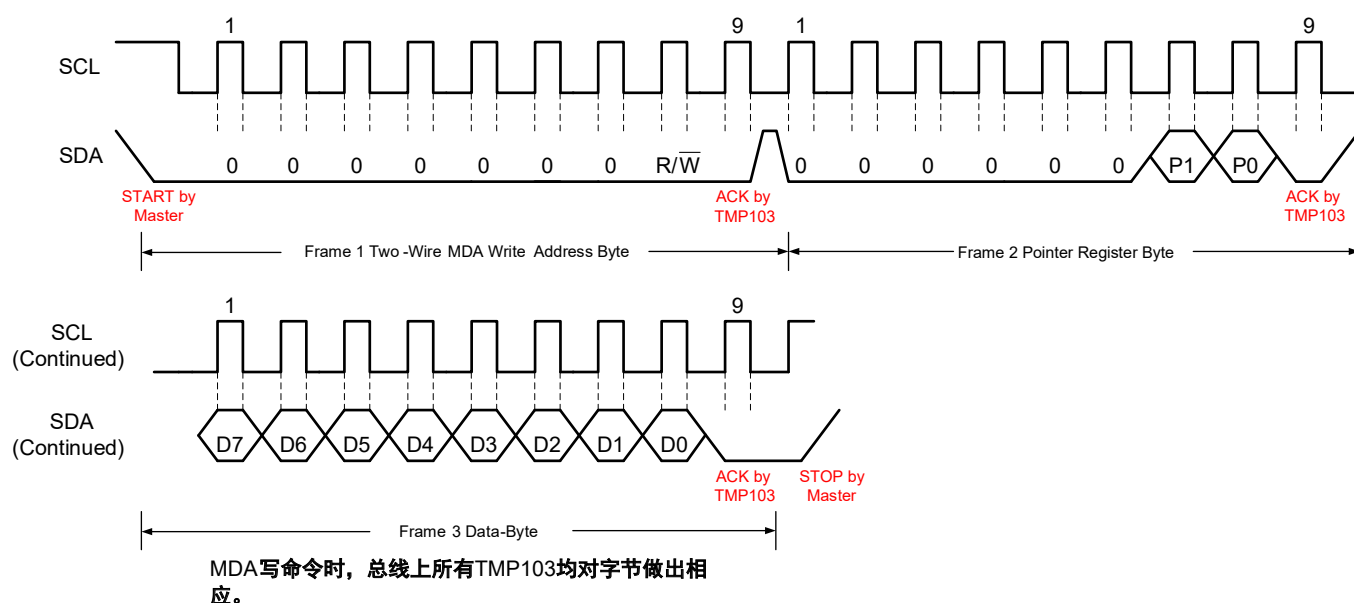 1 9 1 9
SCL
SDA
0 0 0 0 0 0 0 R/W̅ 0 0 0 0 0 0 P1 P0
START by
Master
ACK by
TMP103
ACK by
TMP103
Frame 1 Two -Wire MDA Write Address Byte
Frame 2 Pointer Register Byte
1 9
SCL
(Continued)
SDA
(Continued)
D7 D6 D5 D4 D3 D2 D1 D0
ACK by
TMP103
STOP by
Master
Frame 3 Data-Byte
MDA写命令时，总线上所有TMP103均对字节做出相
应。